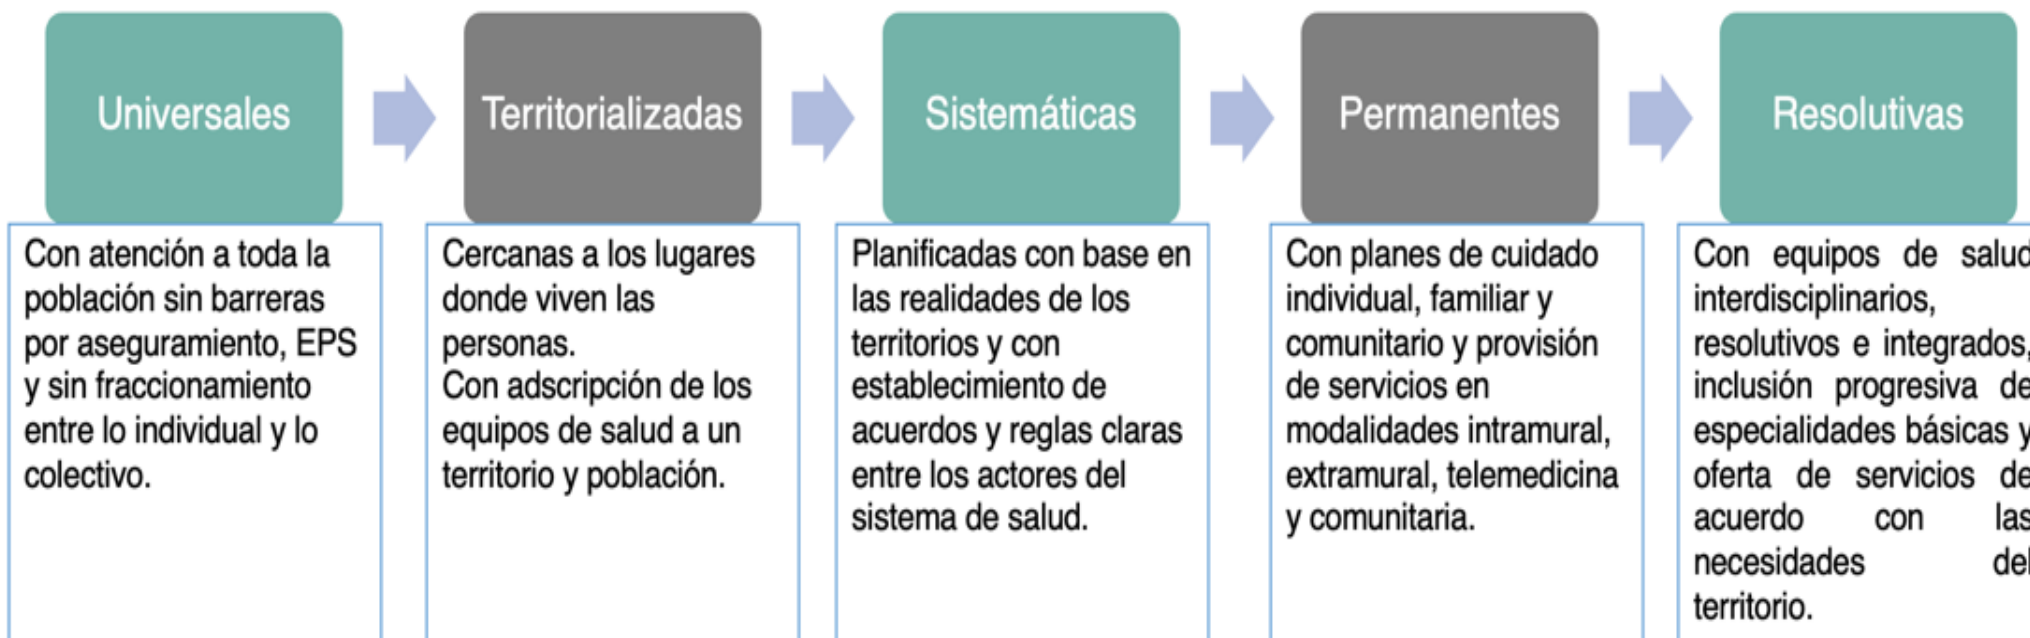 Universales
Con atención a toda la
población sin barreras
por aseguramiento, EPS
y sin fraccionamiento
entre lo individual y lo
colectivo.
Territorializadas
Cercanas a los lugares
donde viven las
personas.
Con adscripción de los
equipos de salud a un
territorio y población.
Sistemáticas
Planificadas con base en
las realidades de los
territorios y con
establecimiento de
acuerdos y reglas claras
entre los actores del
sistema de salud.
Permanentes
Con planes de cuidado
individual, familiar y
comunitario y provisión
de servicios en
modalidades intramural,
extramural, telemedicina
y comunitaria.
Resolutivas
Con equipos de salud
interdisciplinarios,
resolutivos e integrados,
inclusión progresiva de
especialidades básicas y
oferta de servicios de
acuerdo con las
necesidades del
territorio.